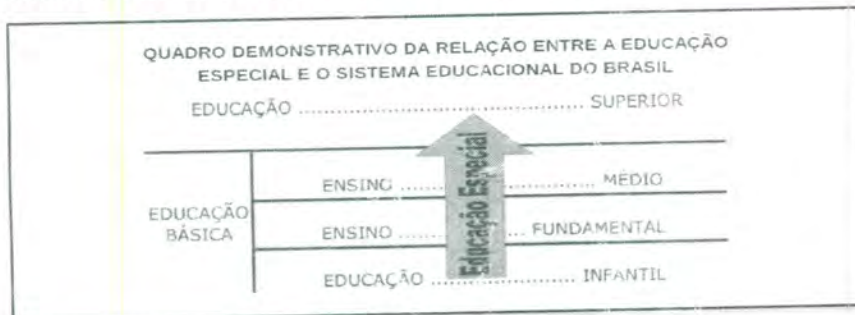 QUADRO DEMONSTRATIVO DA RELAÇÃO ENTRE A EDUCAÇÃO
ESPECIAL E O SISTEMA EDUCACIONAL DO BRASIL
EDUCAÇÃO ........................................... SUPERIOR
ENSINO ............................... MÉDIO
EDUCAÇÃO
BÁSICA
ENSINO ................... FUNDAMENTAL
EDUCAÇÃO ...................... INFANTIL
Educação Especial